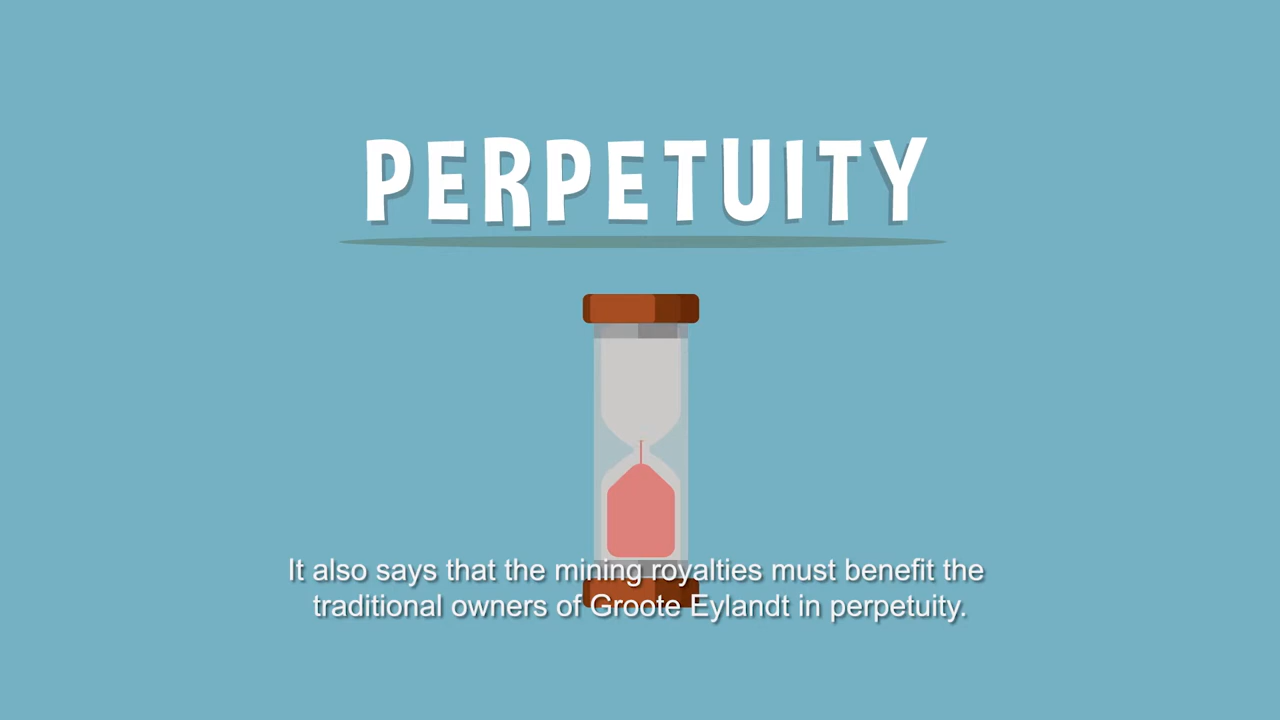 PERPETUITY
It also says that the mining royalties must benefit the
traditional owners of Groote Eylandt in perpetuity.